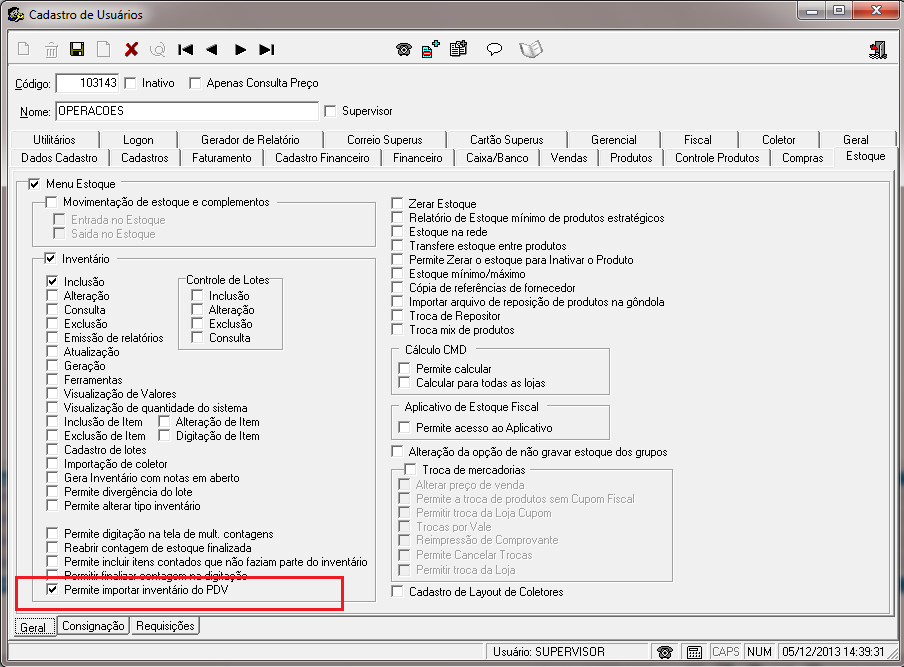 Cadastro de Usuários
Código: 103143 Inativo Apenas Consulta Preço
Nome: OPERACOES Supervisor
Utilitários Logon Gerador de Relatório Correio Superus Cartão Superus Gerencial Fiscal Coletor Geral
Dados Cadastro Cadastros Faturamento Cadastro Financeiro Financeiro Caixa/Banco Vendas Produtos Controle Produtos Compras Estoque
Menu Estoque
Movimentação de estoque e complementos
Entrada no Estoque
Saida no Estoque
Inventário
Inclusão
Alteração
Consulta
Exclusão
Emissão de relatórios
Atualização
Geração
Ferramentas
Visualização de Valores
Visualização de quantidade do sistema
Inclusão de Item Alteração de Item
Exclusão de Item Digitação de Item
Cadastro de lotes
Importação de coletor
Gera Inventário com notas em aberto
Permite divergência do lote
Permite alterar tipo inventário
Permite digitação na tela de mult. contagens
Reabrir contagem de estoque finalizada
Permite incluir itens contados que não faziam parte do inventário
Permitir finalizar contagem na digitação
Permite importar inventário do PDV
Controle de Lotes
Inclusão
Alteração
Exclusão
Consulta
Zerar Estoque
Relatório de Estoque mínimo de produtos estratégicos
Estoque na rede
Transfere estoque entre produtos
Permite Zerar o estoque para Inativar o Produto
Estoque mínimo/máximo
Cópia de referências de fornecedor
Importar arquivo de reposição de produtos na gôndola
Troca de Repositor
Troca mix de produtos
Cálculo CMD
Permite calcular
Calcular para todas as lojas
Aplicativo de Estoque Fiscal
Permite acesso ao Aplicativo
Alteração da opção de não gravar estoque dos grupos
Troca de mercadorias
Alterar preço de venda
Permite a troca de produtos sem Cupom Fiscal
Permitir troca da Loja Cupom
Trocas por Vale
Reimpressão de Comprovante
Permite Cancelar Trocas
Permitir troca da Loja
Cadastro de Layout de Coletores
Geral Consignação Requisições
Usuário: SUPERVISOR CAPS NUM 05/12/2013 14:39:31